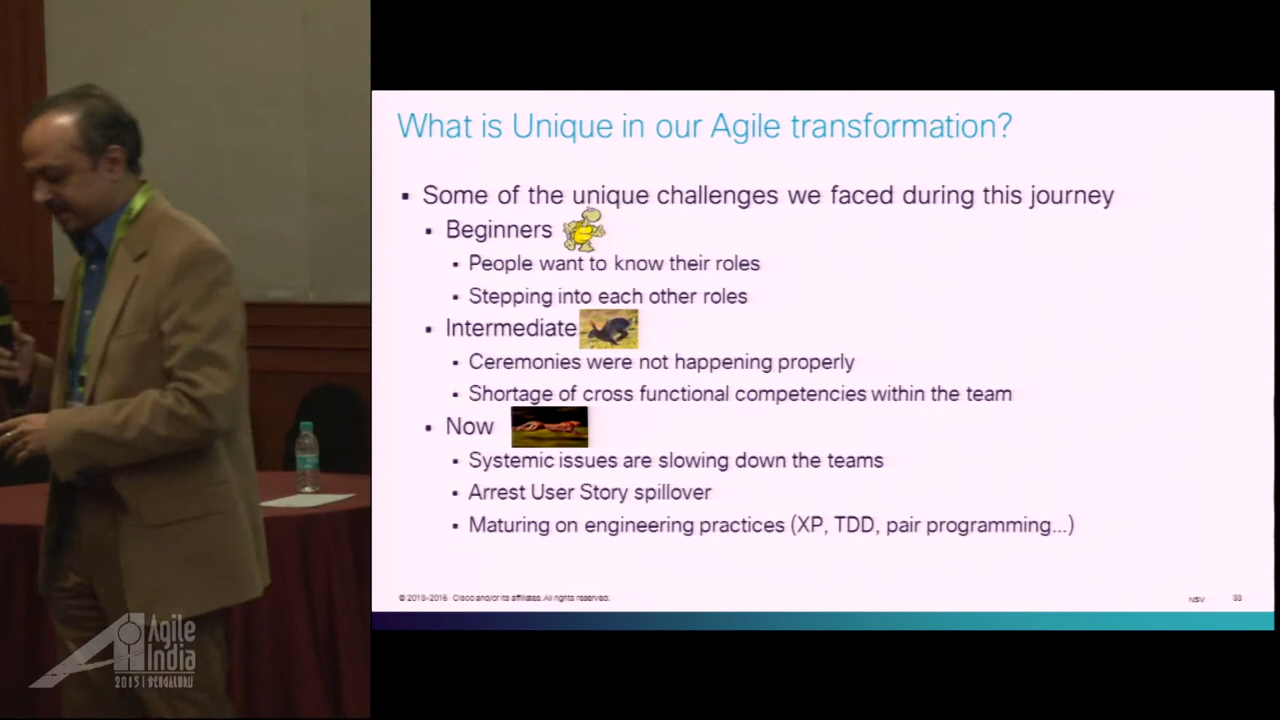 What is Unique in our Agile transformation?
▪ Some of the unique challenges we faced during this journey
▪ Beginners
▪ People want to know their roles
▪ Stepping into each other roles
▪ Intermediate
▪ Ceremonies were not happening properly
▪ Shortage of cross functional competencies within the team
▪ Now
▪ Systemic issues are slowing down the teams
▪ Arrest User Story spillover
▪ Maturing on engineering practices (XP, TDD, pair programming...)
© 2013-2016 Cisco and/or its affiliates. All rights reserved.
NSV 33
Agile
India
2015 | BENGALURU